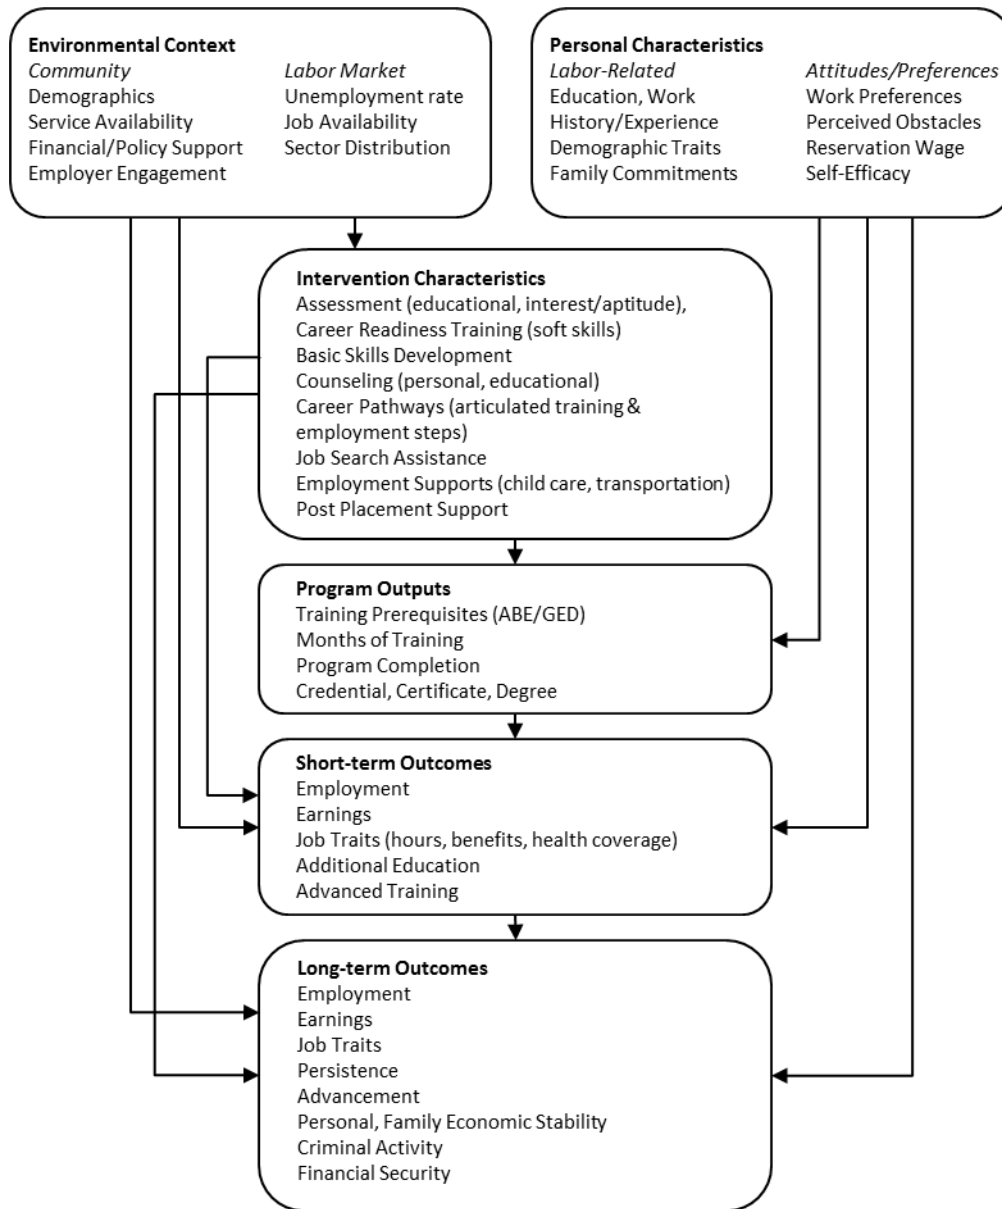 Environmental Context
Community
Demographics
Service Availability
Financial/Policy Support
Employer Engagement
Labor Market
Unemployment rate
Job Availability
Sector Distribution
Personal Characteristics
Labor-Related
Education, Work
History/Experience
Demographic Traits
Family Commitments
Attitudes/Preferences
Work Preferences
Perceived Obstacles
Reservation Wage
Self-Efficacy
Intervention Characteristics
Assessment (educational, interest/aptitude),
Career Readiness Training (soft skills)
Basic Skills Development
Counseling (personal, educational)
Career Pathways (articulated training &
employment steps)
Job Search Assistance
Employment Supports (child care, transportation)
Post Placement Support
Program Outputs
Training Prerequisites (ABE/GED)
Months of Training
Program Completion
Credential, Certificate, Degree
Short-term Outcomes
Employment
Earnings
Job Traits (hours, benefits, health coverage)
Additional Education
Advanced Training
Long-term Outcomes
Employment
Earnings
Job Traits
Persistence
Advancement
Personal, Family Economic Stability
Criminal Activity
Financial Security